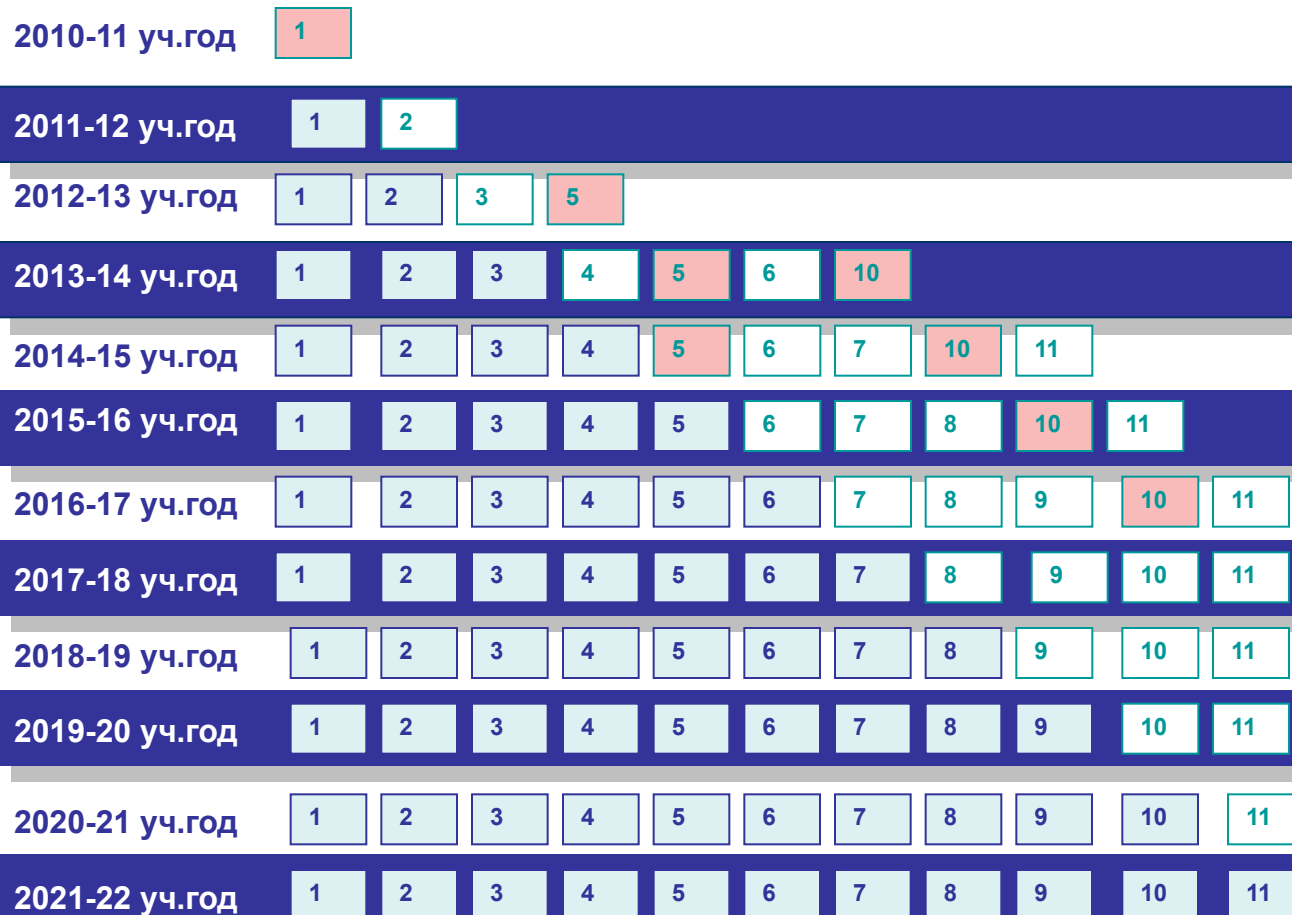 2010-11 уч.год 1
2011-12 уч.год 1 2
2012-13 уч.год 1 2 3 5
2013-14 уч.год 1 2 3 4 5 6 10
2014-15 уч.год 1 2 3 4 5 6 7 10 11
2015-16 уч.год 1 2 3 4 5 6 7 8 10 11
2016-17 уч.год 1 2 3 4 5 6 7 8 9 10 11
2017-18 уч.год 1 2 3 4 5 6 7 8 9 10 11
2018-19 уч.год 1 2 3 4 5 6 7 8 9 10 11
2019-20 уч.год 1 2 3 4 5 6 7 8 9 10 11
2020-21 уч.год 1 2 3 4 5 6 7 8 9 10 11
2021-22 уч.год 1 2 3 4 5 6 7 8 9 10 11